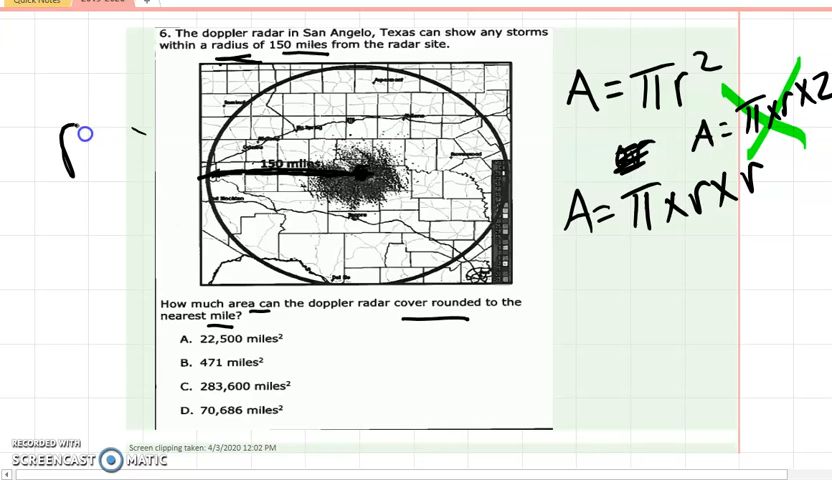 Quick Notes
2019-2020
6. The doppler radar in San Angelo, Texas can show any storms
within a radius of 150 miles from the radar site.
150 miles
How much area can the doppler radar cover rounded to the
nearest mile?
A. 22,500 miles²
B. 471 miles²
C. 283,600 miles²
D. 70,686 miles²
A = πr²
A = π×r×2
A = π×r×r
r
Screen clipping taken: 4/3/2020 12:02 PM
RECORDED WITH
SCREENCAST MATIC